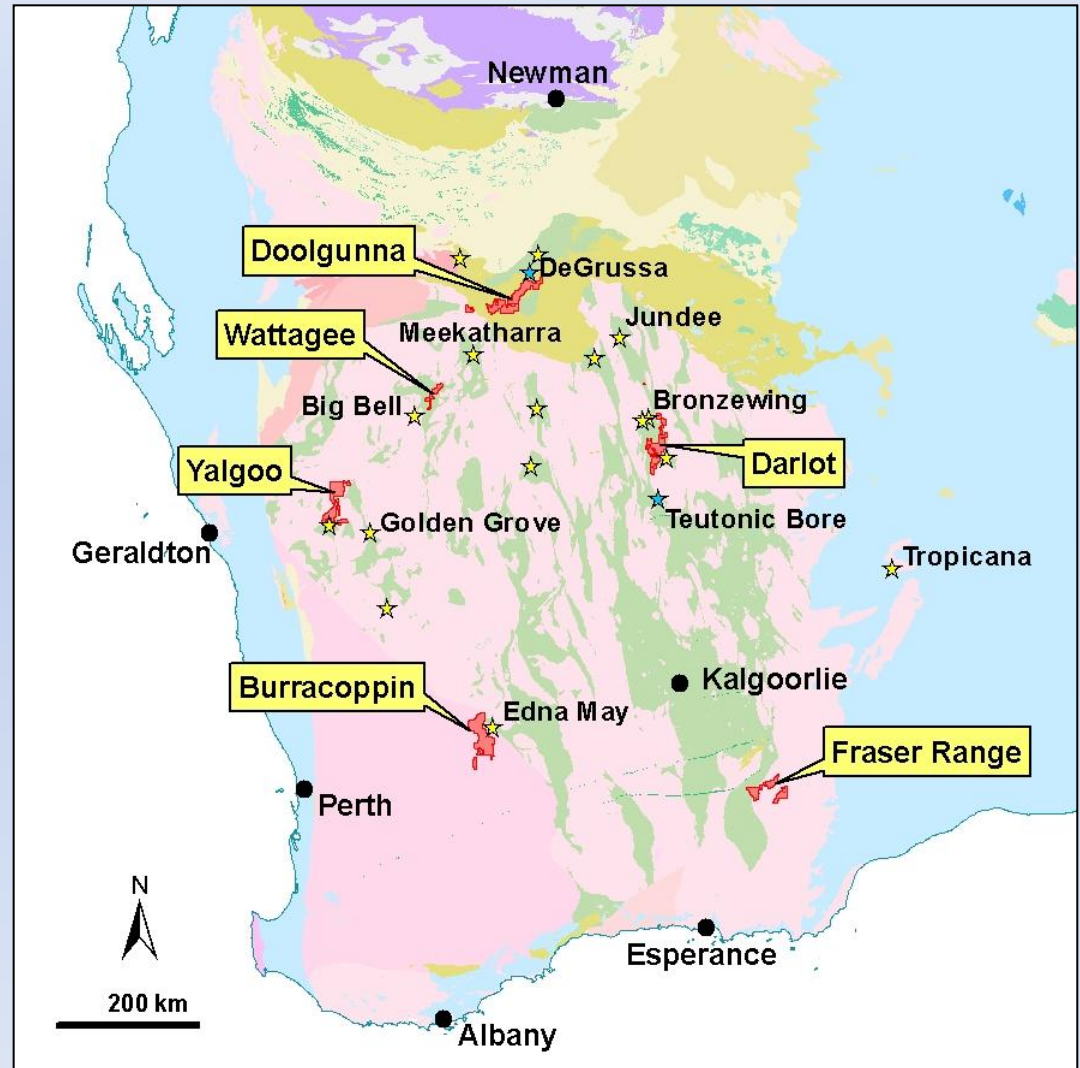 Newman
Doolgunna
DeGrussa
Jundee
Meekatharra
Wattagee
Big Bell
Bronzewing
Darlot
Yalgoo
Teutonic Bore
Golden Grove
Geraldton
Tropicana
Kalgoorlie
Burracoppin
Edna May
Fraser Range
Perth
N
Esperance
200 km
Albany